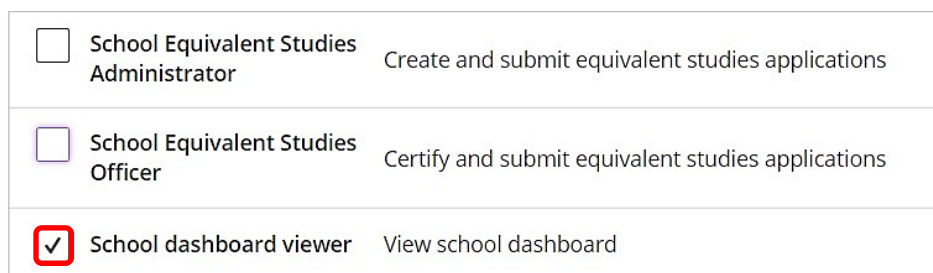 School Equivalent Studies
Administrator
Create and submit equivalent studies applications
School Equivalent Studies
Officer
Certify and submit equivalent studies applications
School dashboard viewer
View school dashboard